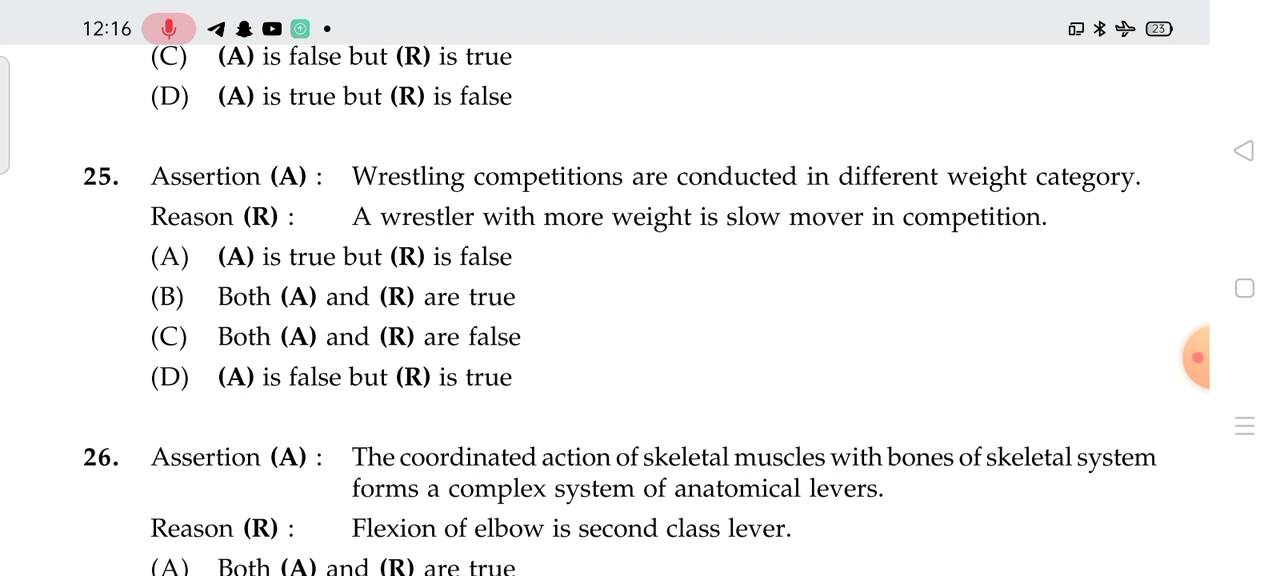 12:16
23
(C) (A) is false but (R) is true
(D) (A) is true but (R) is false
25. Assertion (A) : Wrestling competitions are conducted in different weight category.
Reason (R) : A wrestler with more weight is slow mover in competition.
(A) (A) is true but (R) is false
(B) Both (A) and (R) are true
(C) Both (A) and (R) are false
(D) (A) is false but (R) is true
26. Assertion (A) : The coordinated action of skeletal muscles with bones of skeletal system
forms a complex system of anatomical levers.
Reason (R) : Flexion of elbow is second class lever.
(A) Both (A) and (R) are true